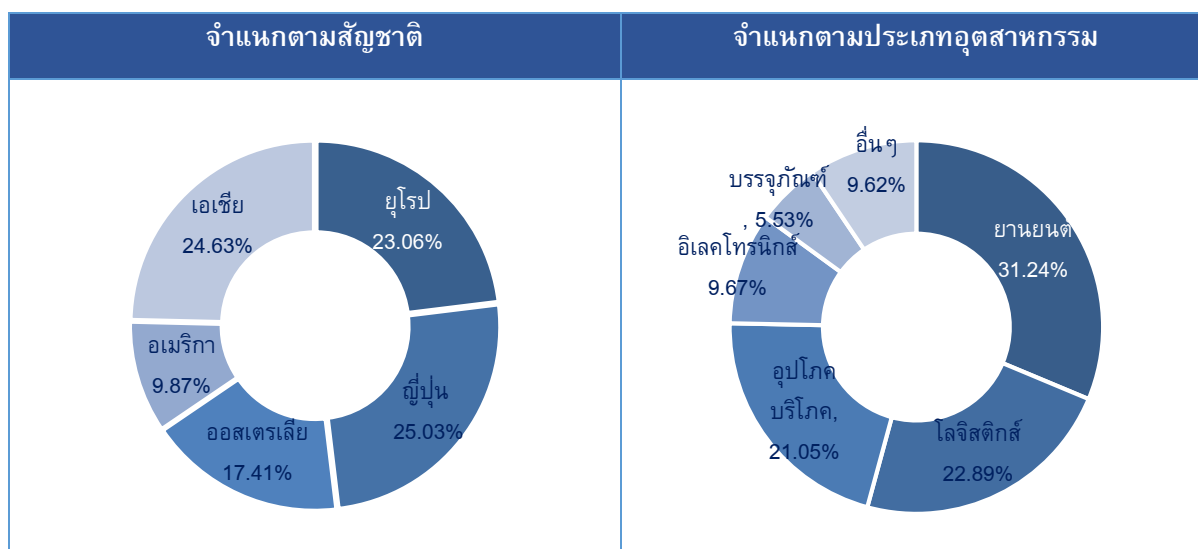 จำแหกตามสัญชาติ
จำแหกตามประเภทอุตสาหกรรม
ยุโรป
23.06%
ญี่ปุ่น
25.03%
ออสเตรเลีย
17.41%
อเมริกา
9.87%
เอเชีย
24.63%
ยานยนต์
31.24%
โลจิสติกส์
22.89%
อุปโภค
บริโภค,
21.05%
อิเลคโทรนิกส์
9.67%
บรรจุภัณฑ์
, 5.53%
อื่นๆ
9.62%